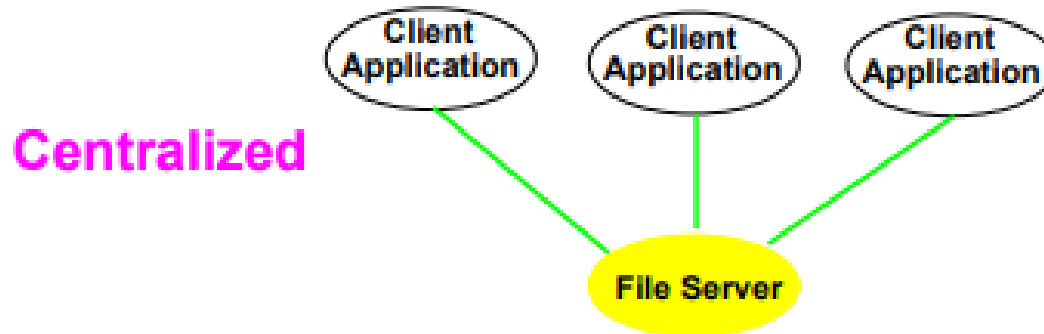 Client
Application
Client
Application
Client
Application
Centralized
File Server